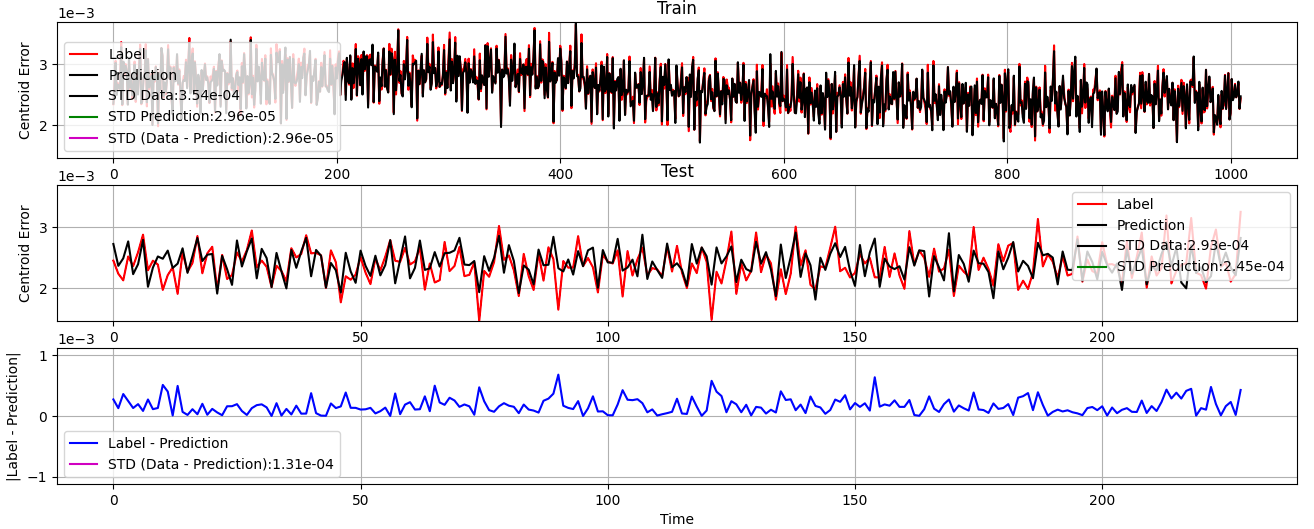 Train
1e−3
3
2
Centroid Error
Label
Prediction
STD Data:3.54e-04
STD Prediction:2.96e-05
STD (Data - Prediction):2.96e-05
0 200 400 600 800 1000
Test
1e−3
3
2
Centroid Error
Label
Prediction
STD Data:2.93e-04
STD Prediction:2.45e-04
0 50 100 150 200
1e−3
1
0
−1
|Label - Prediction|
Label - Prediction
STD (Data - Prediction):1.31e-04
0 50 100 150 200
Time